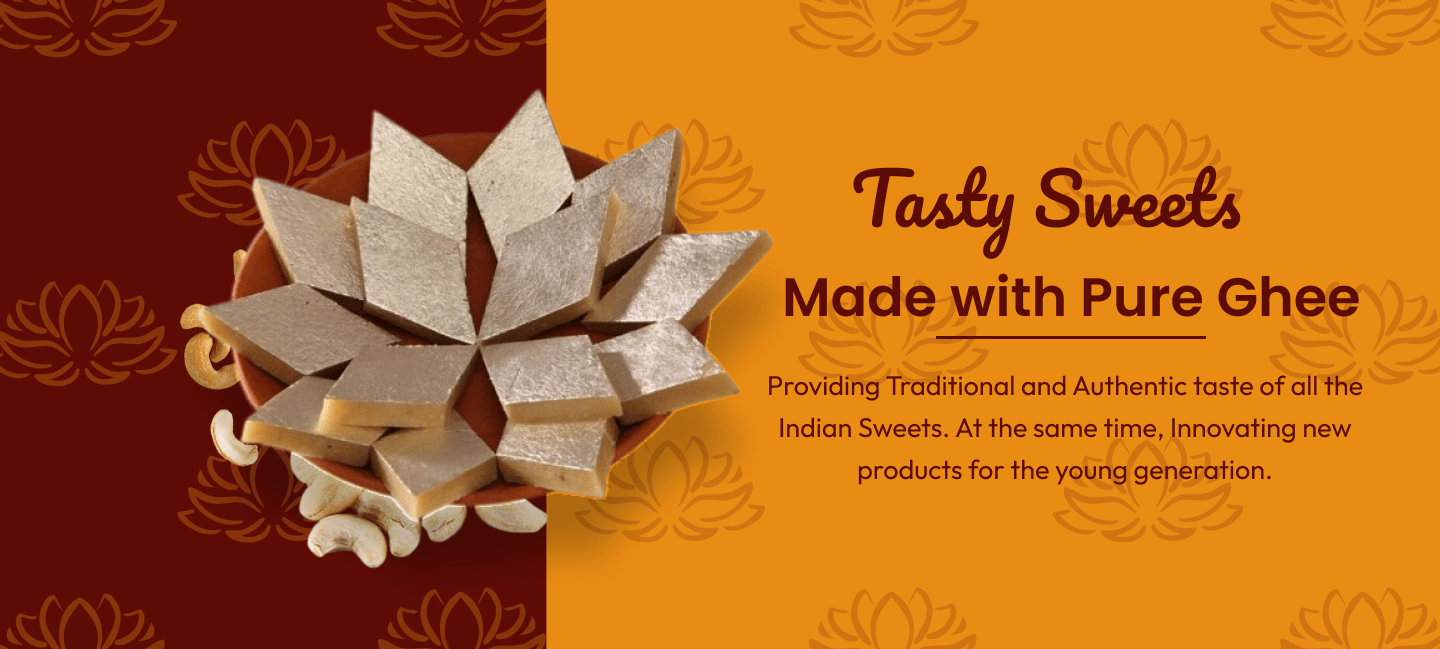 Tasty Sweets
Made with Pure Ghee
Providing Traditional and Authentic taste of all the
Indian Sweets. At the same time, Innovating new
products for the young generation.